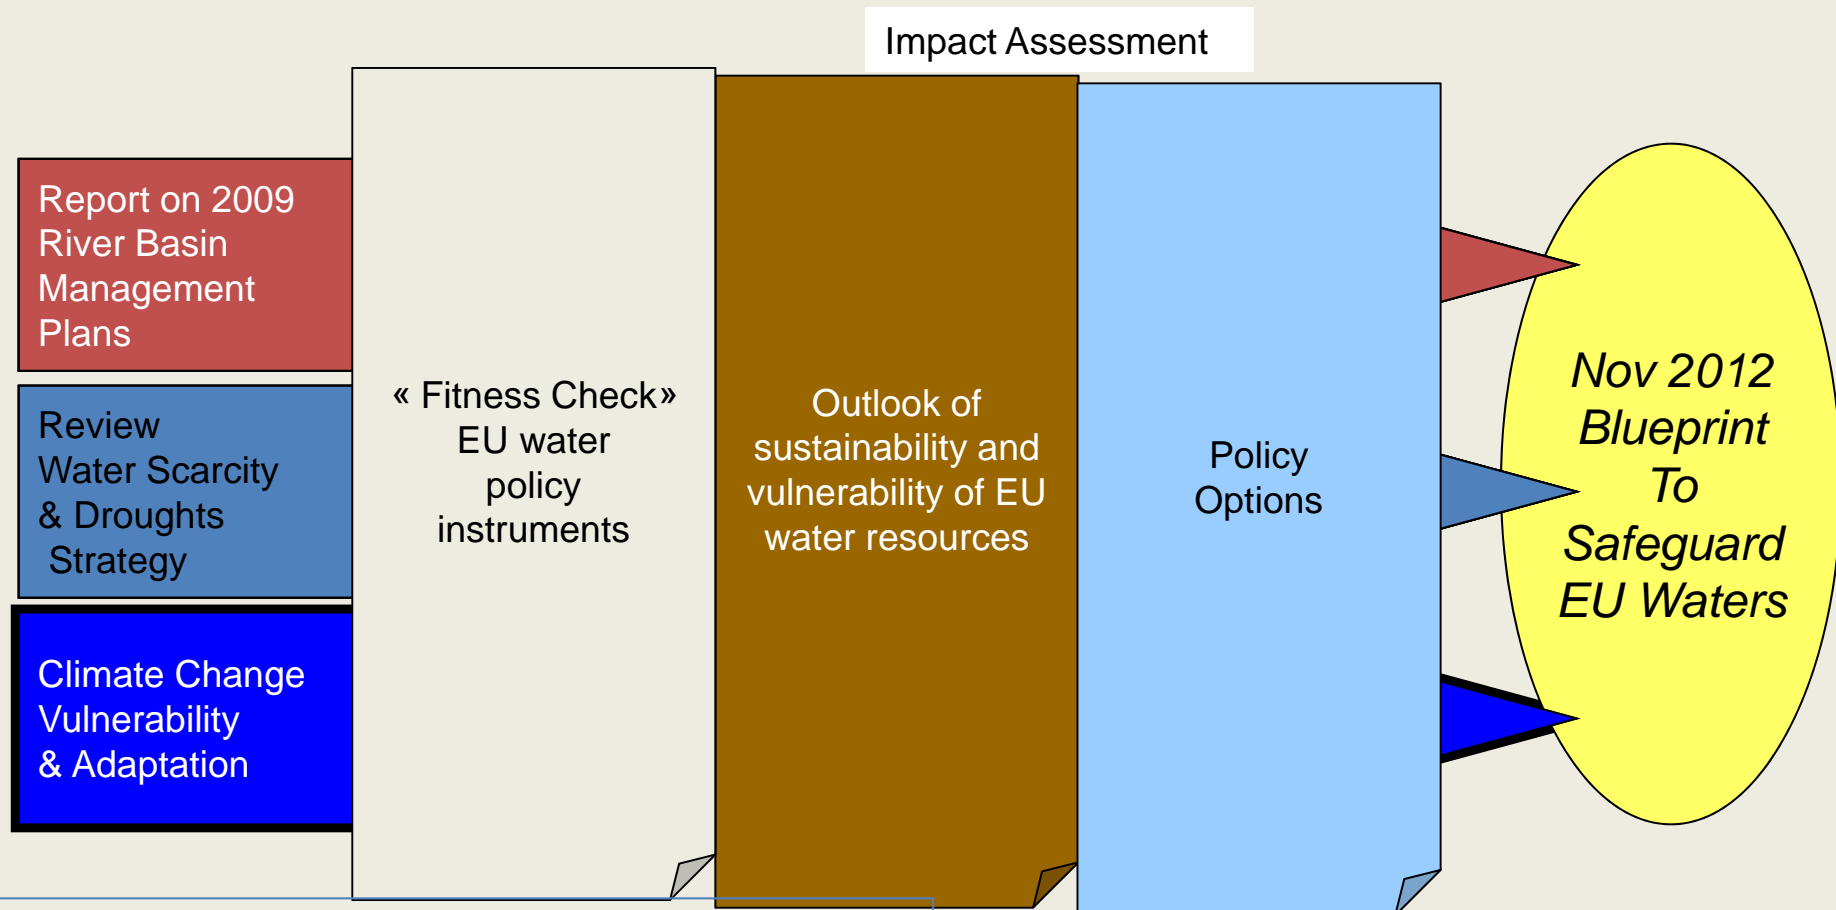 Impact Assessment
Report on 2009
River Basin
Management
Plans
Review
Water Scarcity
& Droughts
Strategy
Climate Change
Vulnerability
& Adaptation
« Fitness Check»
EU water
policy
instruments
Outlook of
sustainability and
vulnerability of EU
water resources
Policy
Options
Nov 2012
Blueprint
To
Safeguard
EU Waters